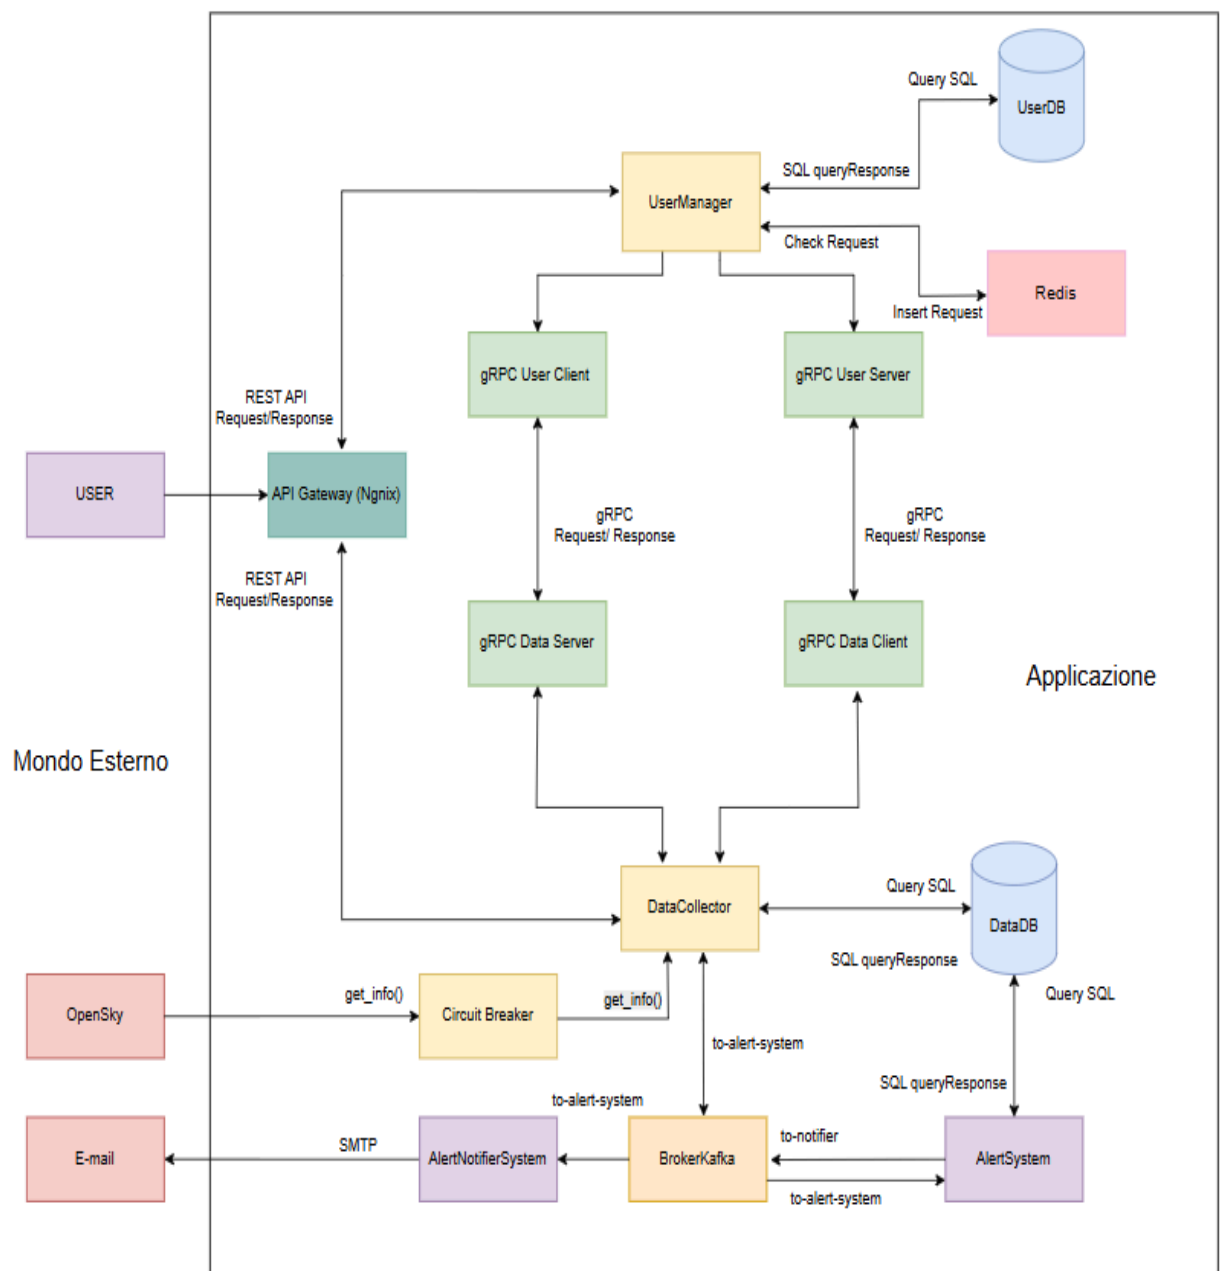 Query SQL
UserDB
SQL queryResponse
UserManager
Check Request
Redis
Insert Request
gRPC User Client
gRPC User Server
REST API
Request/Response
USER
API Gateway (Ngnix)
gRPC
Request/ Response
gRPC
Request/ Response
REST API
Request/Response
gRPC Data Server
gRPC Data Client
Applicazione
Mondo Esterno
Query SQL
DataCollector
DataDB
SQL queryResponse
Query SQL
get_info()
get_info()
OpenSky
Circuit Breaker
to-alert-system
SQL queryResponse
to-alert-system
to-notifier
SMTP
E-mail
AlertNotifierSystem
BrokerKafka
AlertSystem
to-alert-system